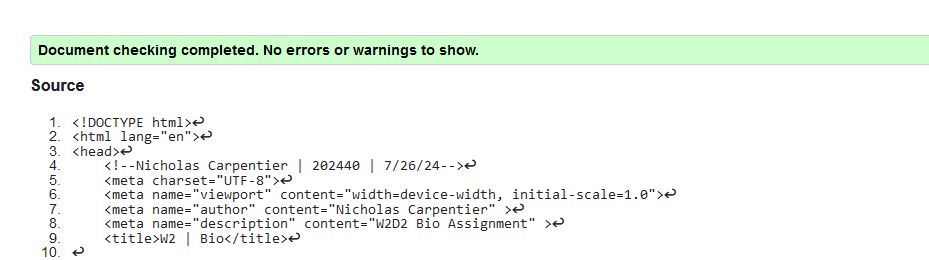 Document checking completed. No errors or warnings to show.
Source
1. <!DOCTYPE html>↩
2. <html lang="en">↩
3. <head>↩
4.     <!--Nicholas Carpentier | 202440 | 7/26/24-->↩
5.     <meta charset="UTF-8">↩
6.     <meta name="viewport" content="width=device-width, initial-scale=1.0">↩
7.     <meta name="author" content="Nicholas Carpentier" >↩
8.     <meta name="description" content="W2D2 Bio Assignment" >↩
9.     <title>W2 | Bio</title>↩
10. ↩